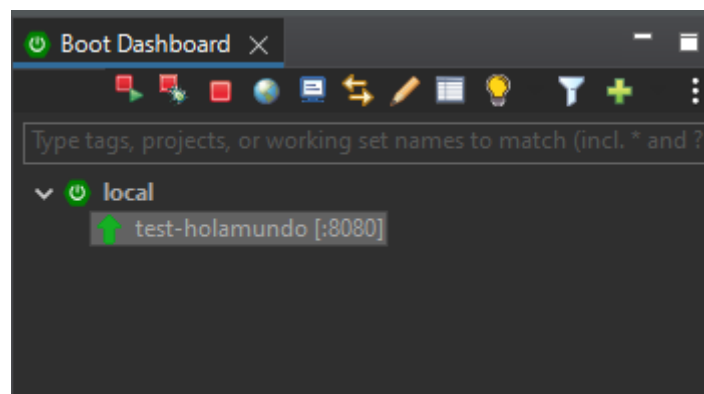 Boot Dashboard
Type tags, projects, or working set names to match (incl. * and ?
local
test-holamundo [:8080]